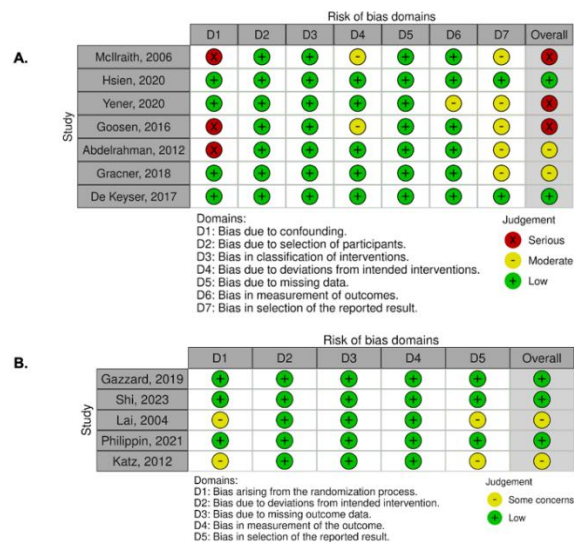 A.
Risk of bias domains
D1 D2 D3 D4 D5 D6 D7 Overall
Study
McIlraith, 2006 X + + - + + - X
Hsien, 2020 + + + + + + + +
Yener, 2020 + + + + + - - X
Goosen, 2016 X + + - + + - X
Abdelrahman, 2012 X + + + + + - -
Gracner, 2018 + + + + + + - -
De Keyser, 2017 + + + + + + + +
Domains:
D1: Bias due to confounding.
D2: Bias due to selection of participants.
D3: Bias in classification of interventions.
D4: Bias due to deviations from intended interventions.
D5: Bias due to missing data.
D6: Bias in measurement of outcomes.
D7: Bias in selection of the reported result.
Judgement
X Serious
- Moderate
+ Low
B.
Risk of bias domains
D1 D2 D3 D4 D5 Overall
Study
Gazzard, 2019 + + + + + +
Shi, 2023 + + + + + +
Lai, 2004 - + + + - -
Philippin, 2021 + + + + + +
Katz, 2012 - + + + - -
Domains:
D1: Bias arising from the randomization process.
D2: Bias due to deviations from intended intervention.
D3: Bias due to missing outcome data.
D4: Bias in measurement of the outcome.
D5: Bias in selection of the reported result.
Judgement
- Some concerns
+ Low